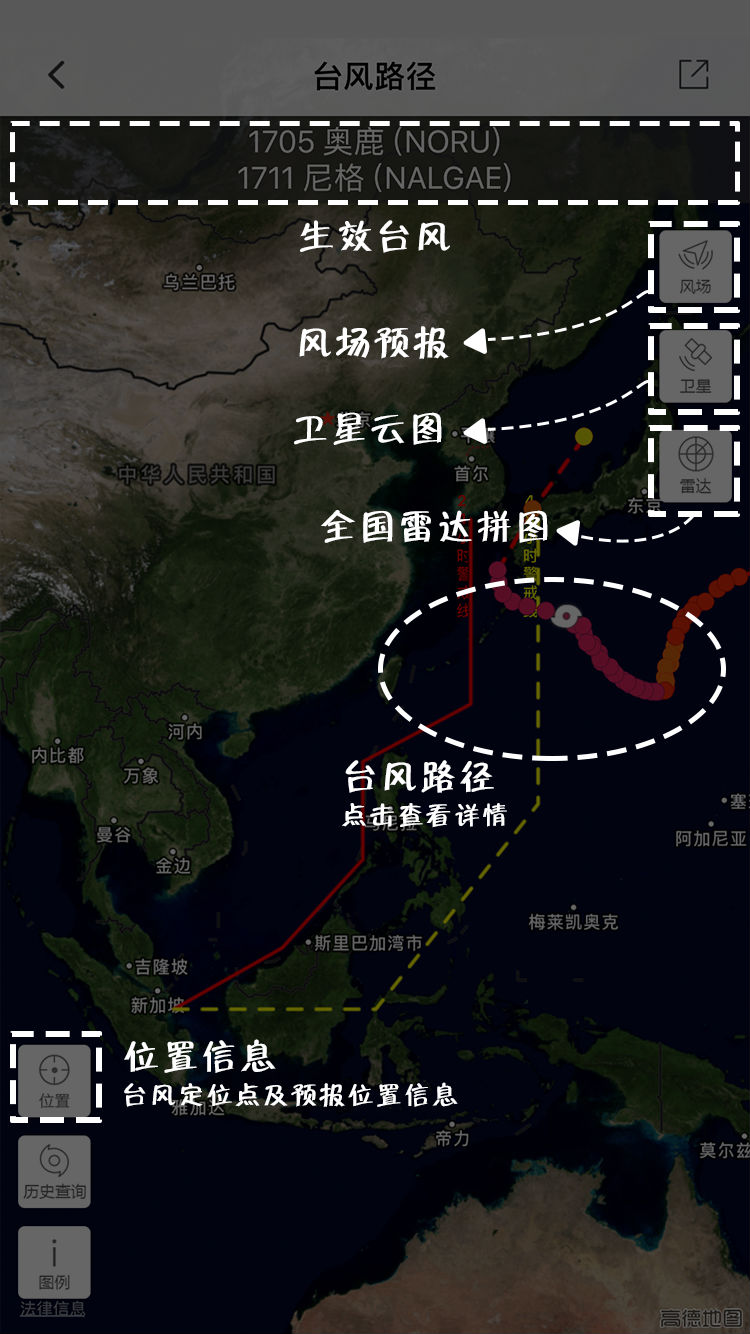 台风路径
1705 奥鹿 (NORU)
1711 尼格 (NALGAE)
生效台风
风场
乌兰巴托
风场预报
卫星
卫星云图
首尔
中华人民共和国
雷达
东京
全国雷达拼图
河内
内比都
万象
台风路径
点击查看详情
曼谷
阿加尼亚
金边
梅莱凯奥克
斯里巴加湾市
吉隆坡
新加坡
位置信息
位置
台风定位点及预报位置信息
雅加达
帝力
莫尔兹
历史查询
图例
法律信息
高德地图